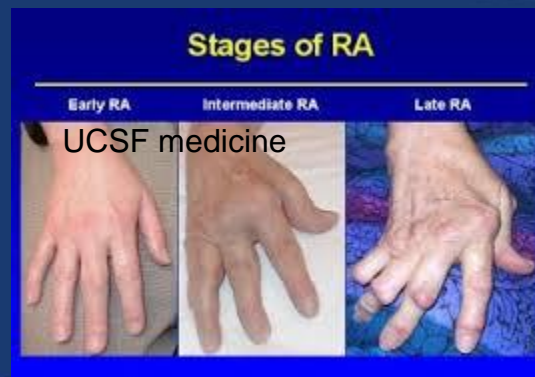 Stages of RA
Early RA Intermediate RA Late RA
UCSF medicine